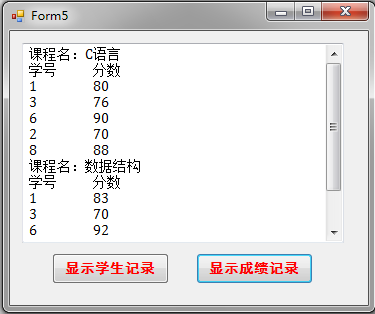 Form5
课程名：C语言
学号 分数
1 80
3 76
6 90
2 70
8 88
课程名：数据结构
学号 分数
1 83
3 70
6 92
显示学生记录 显示成绩记录